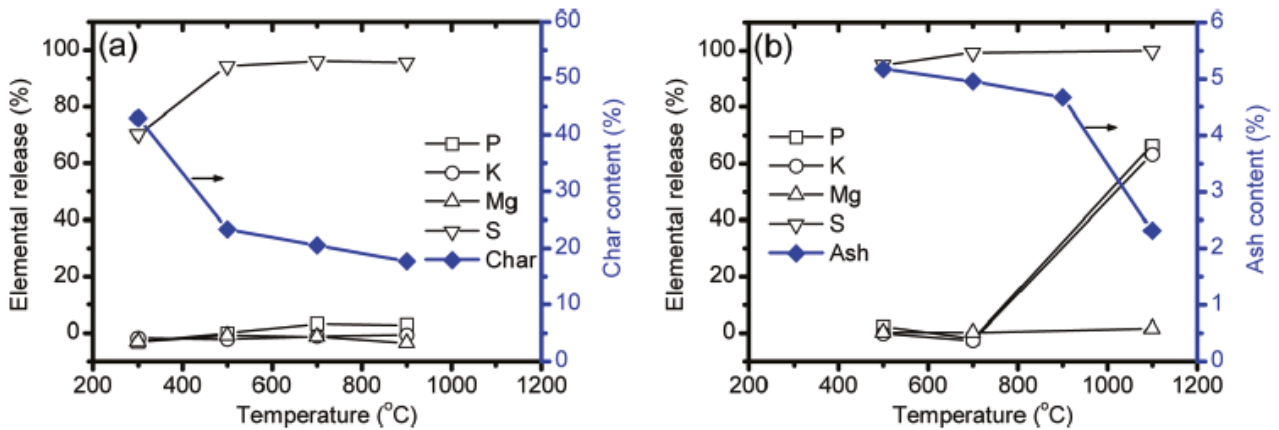 (a)
Elemental release (%)
100
80
60
40
20
0
P
K
Mg
S
Char
60
50
40
30
20
10
0
Char content (%)
200 400 600 800 1000 1200
Temperature (°C)
(b)
Elemental release (%)
100
80
60
40
20
0
P
K
Mg
S
Ash
6
5
4
3
2
1
0
Ash content (%)
200 400 600 800 1000 1200
Temperature (°C)